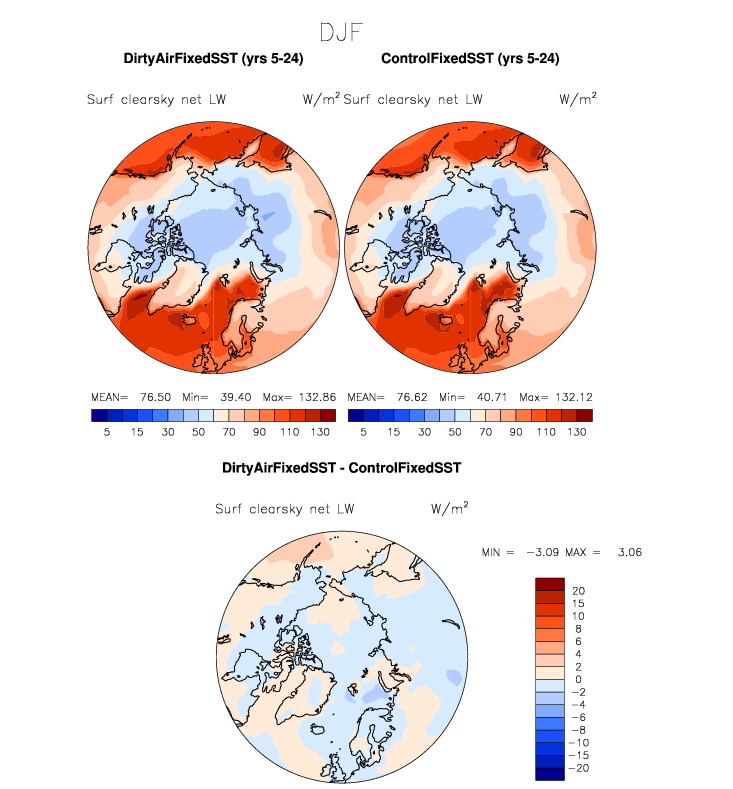 DJF
DirtyAirFixedSST (yrs 5-24) ControlFixedSST (yrs 5-24)
Surf clearsky net LW W/m² Surf clearsky net LW W/m²
MEAN= 76.50 Min= 39.40 Max= 132.86 MEAN= 76.62 Min= 40.71 Max= 132.12
5 15 30 50 70 90 110 130 5 15 30 50 70 90 110 130
DirtyAirFixedSST - ControlFixedSST
Surf clearsky net LW W/m²
MIN = -3.09 MAX = 3.06
20
15
10
8
6
4
2
0
-2
-4
-6
-8
-10
-15
-20